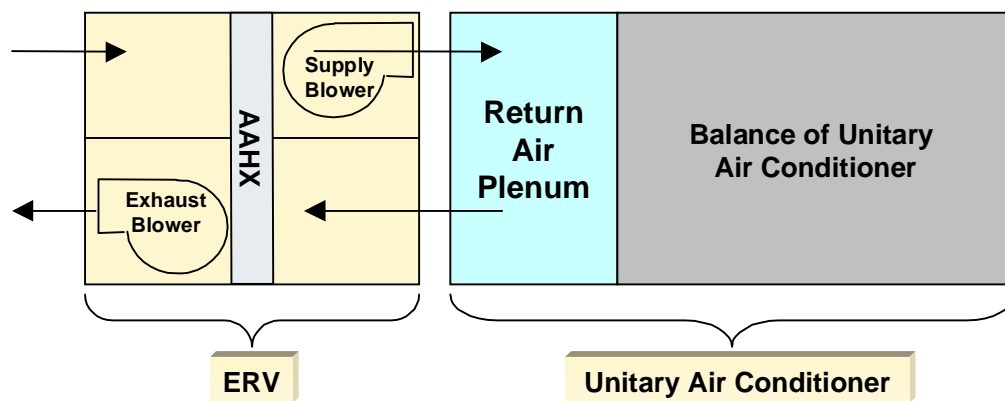 Supply
Blower
AAHX
Exhaust
Blower
Return
Air
Plenum
Balance of Unitary
Air Conditioner
ERV
Unitary Air Conditioner